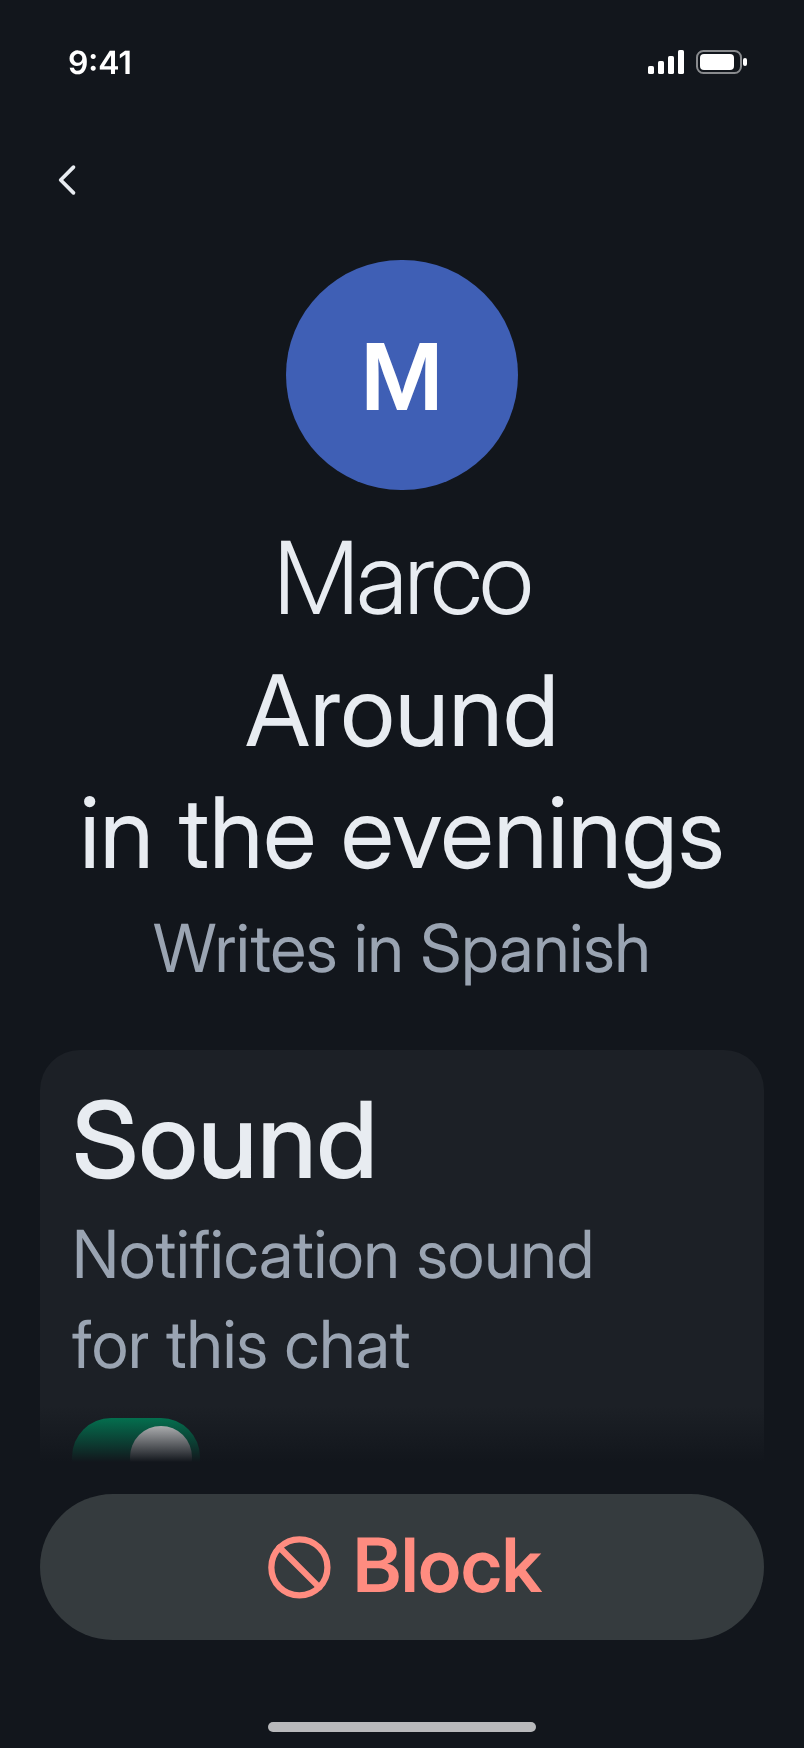 9:41
M
Marco
Around
in the evenings
Writes in Spanish
Sound
Notification sound
for this chat
Block